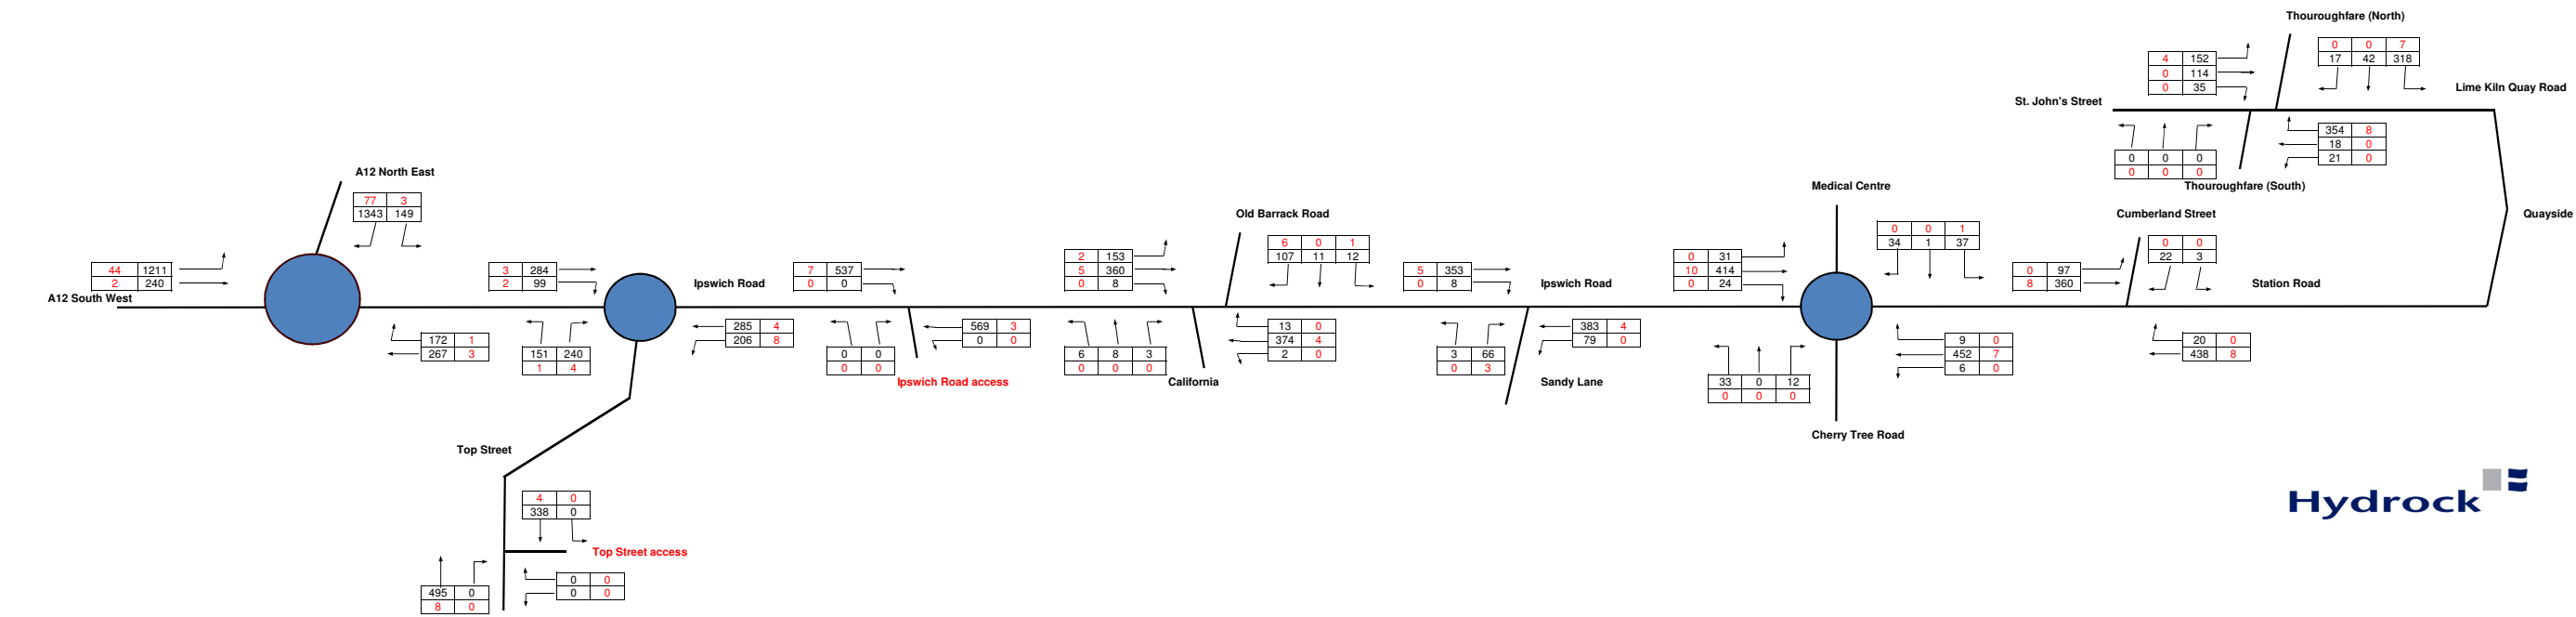 Thouroughfare (North)
0 0 7
17 42 318
4 152
0 114
0 35
Lime Kiln Quay Road
St. John's Street
354 8
18 0
21 0
0 0 0
0 0 0
Thouroughfare (South)
A12 North East
77 3
1343 149
Medical Centre
Old Barrack Road
Cumberland Street
Quayside
44 1211
2 240
A12 South West
3 284
2 99
Ipswich Road
7 537
0 0
2 153
5 360
0 8
6 0 1
107 11 12
5 353
0 8
Ipswich Road
0 31
10 414
0 24
0 0 1
34 1 37
0 97
8 360
0 0
22 3
Station Road
172 1
267 3
151 240
1 4
285 4
206 8
0 0
0 0
569 3
0 0
Ipswich Road access
6 8 3
0 0 0
California
13 0
374 4
2 0
3 66
0 3
383 4
79 0
Sandy Lane
33 0 12
0 0 0
9 0
452 7
6 0
20 0
438 8
Cherry Tree Road
Top Street
4 0
338 0
Top Street access
495 0
8 0
0 0
0 0
Hydrock